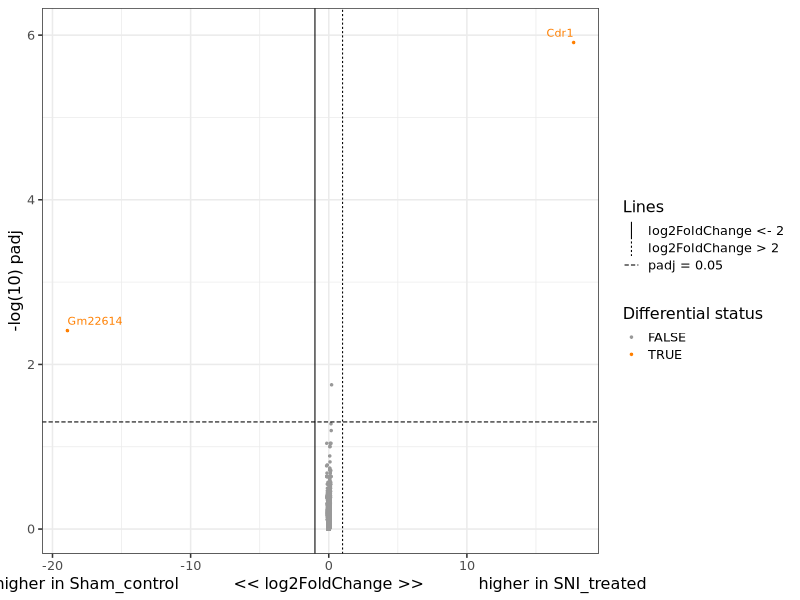 6
4
2
0
-log(10) padj
Cdr1
Gm22614
-20
-10
0
10
higher in Sham_control << log2FoldChange >> higher in SNI_treated
Lines
log2FoldChange <- 2
log2FoldChange > 2
padj = 0.05
Differential status
FALSE
TRUE